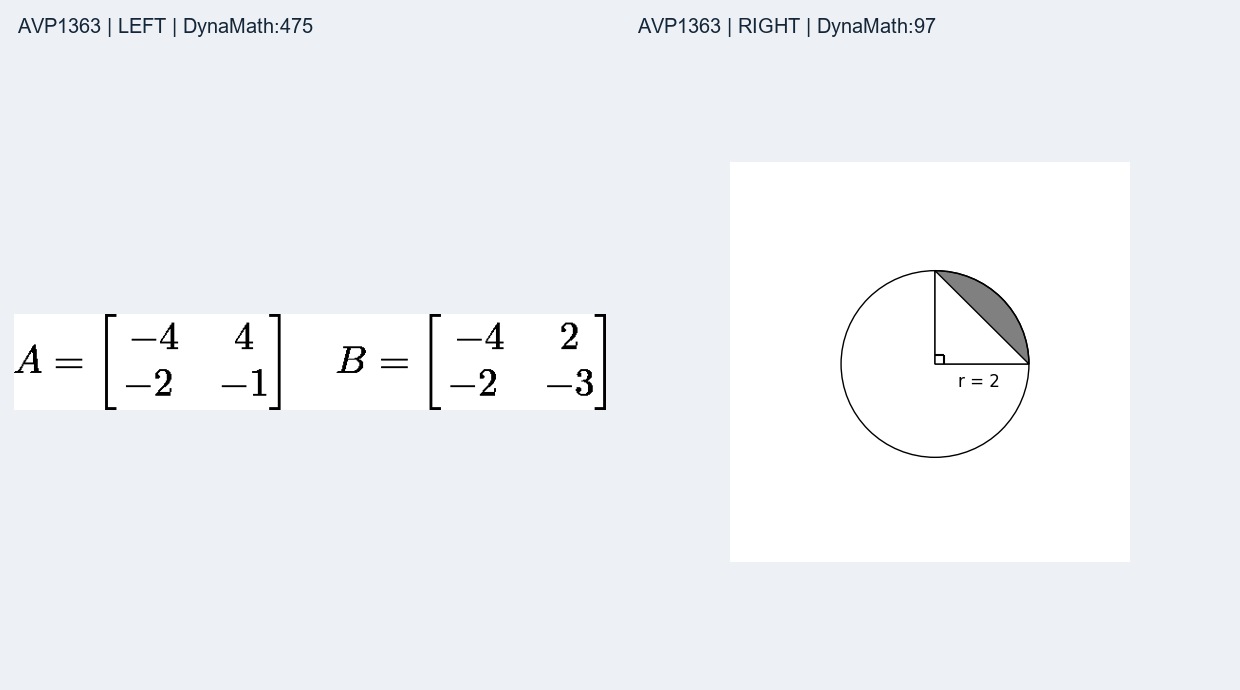 AVP1363 | LEFT | DynaMath:475
AVP1363 | RIGHT | DynaMath:97
A = [ −4 4 ] B = [ −4 2 ]
[ −2 −1 ] [ −2 −3 ]
r = 2